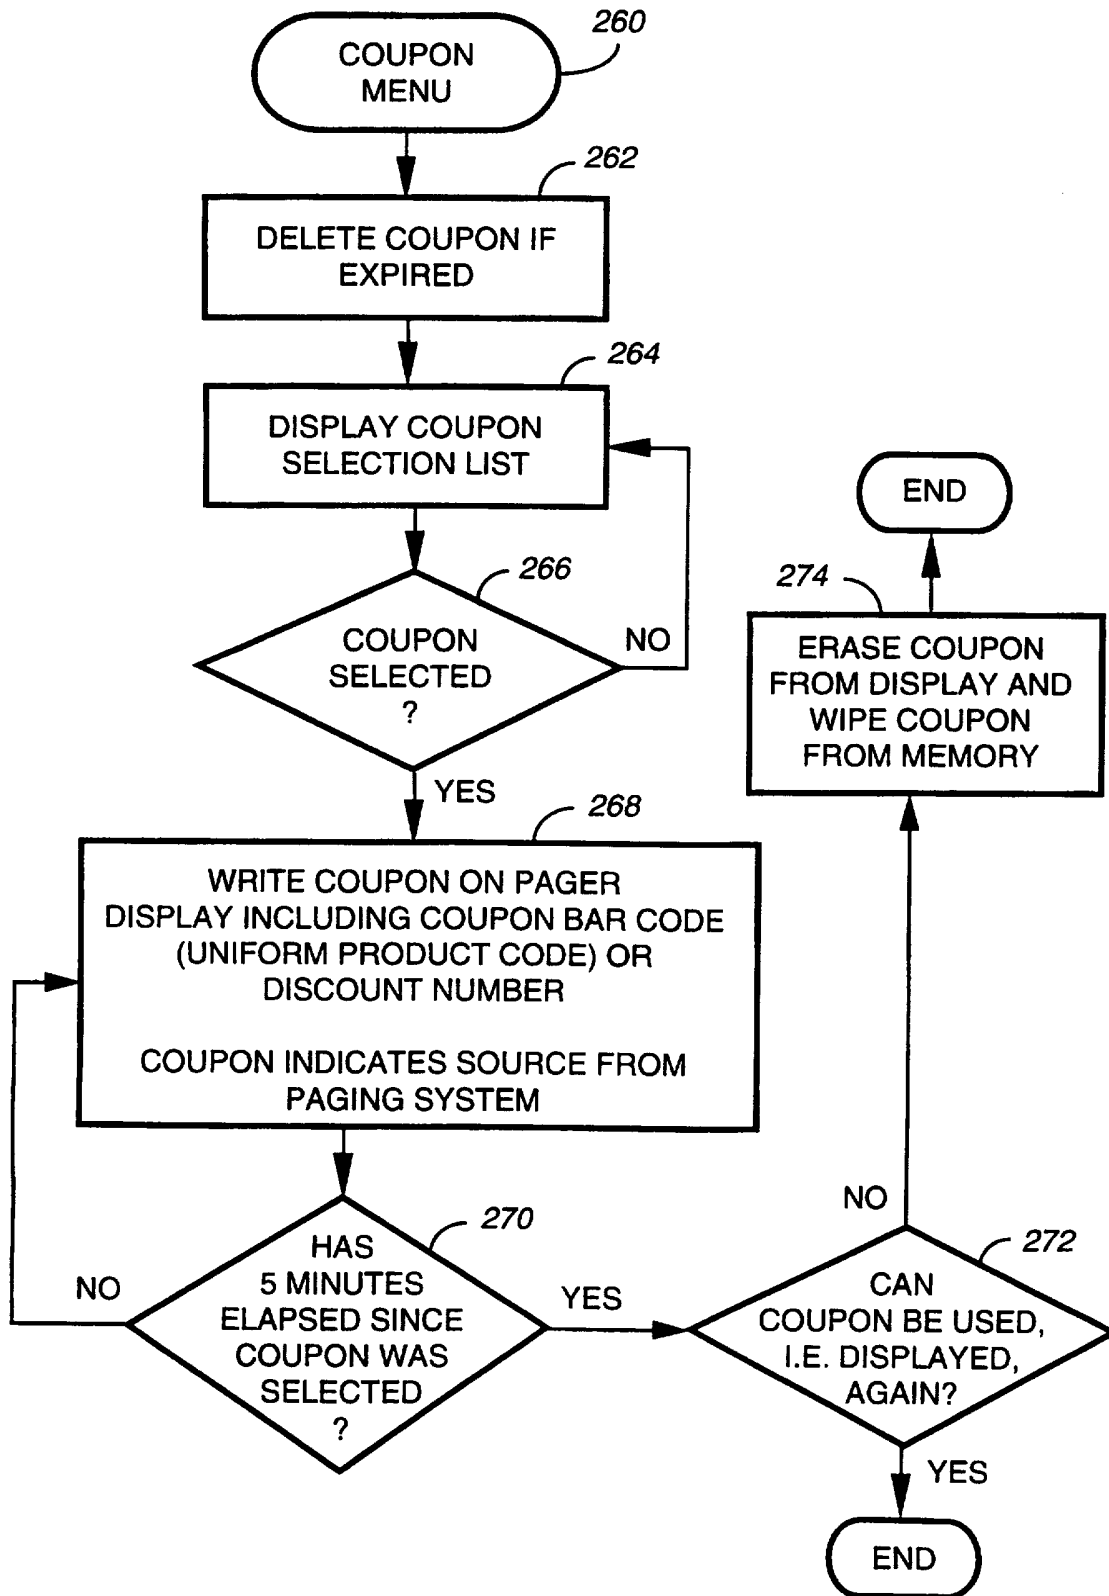 COUPON
MENU
260
262
DELETE COUPON IF
EXPIRED
264
DISPLAY COUPON
SELECTION LIST
266
COUPON
SELECTED
?
NO
YES
268
WRITE COUPON ON PAGER
DISPLAY INCLUDING COUPON BAR CODE
(UNIFORM PRODUCT CODE) OR
DISCOUNT NUMBER
COUPON INDICATES SOURCE FROM
PAGING SYSTEM
270
HAS
5 MINUTES
ELAPSED SINCE
COUPON WAS
SELECTED
?
NO
YES
272
CAN
COUPON BE USED,
I.E. DISPLAYED,
AGAIN?
NO
274
ERASE COUPON
FROM DISPLAY AND
WIPE COUPON
FROM MEMORY
END
YES
END